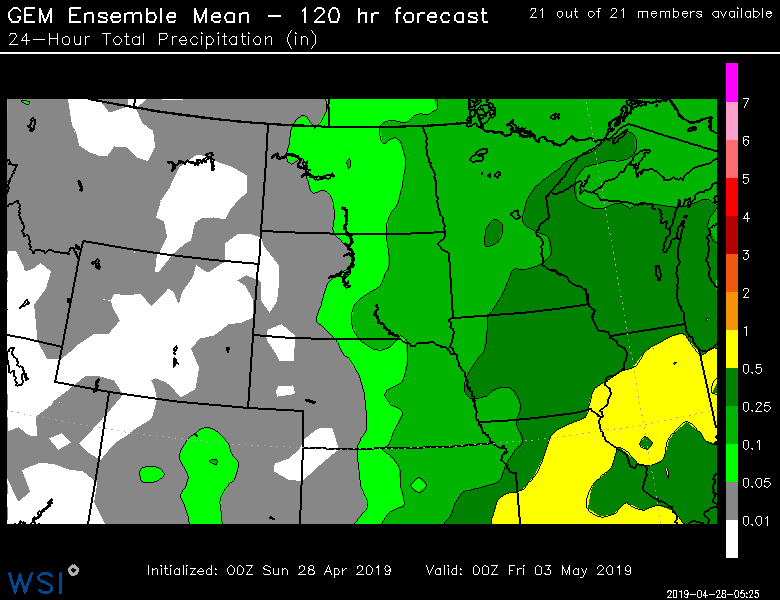 GEM Ensemble Mean - 120 hr forecast
21 out of 21 members available
24-Hour Total Precipitation (in)
7
6
5
4
3
2
1
0.5
0.25
0.1
0.05
0.01
Initialized: 00Z Sun 28 Apr 2019 Valid: 00Z Fri 03 May 2019
WSI
2019-04-28-05:25